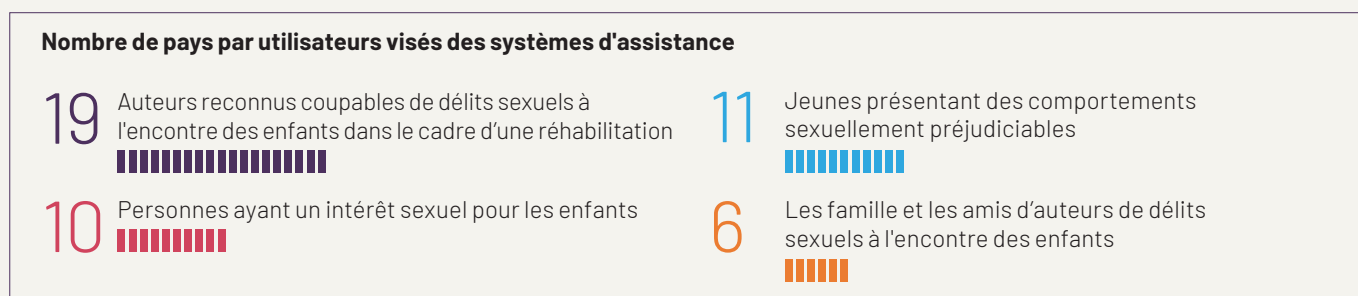 Nombre de pays par utilisateurs visés des systèmes d'assistance
19
Auteurs reconnus coupables de délits sexuels à
l'encontre des enfants dans le cadre d’une réhabilitation
11
Jeunes présentant des comportements
sexuellement préjudiciables
10
Personnes ayant un intérêt sexuel pour les enfants
6
Les famille et les amis d’auteurs de délits
sexuels à l'encontre des enfants